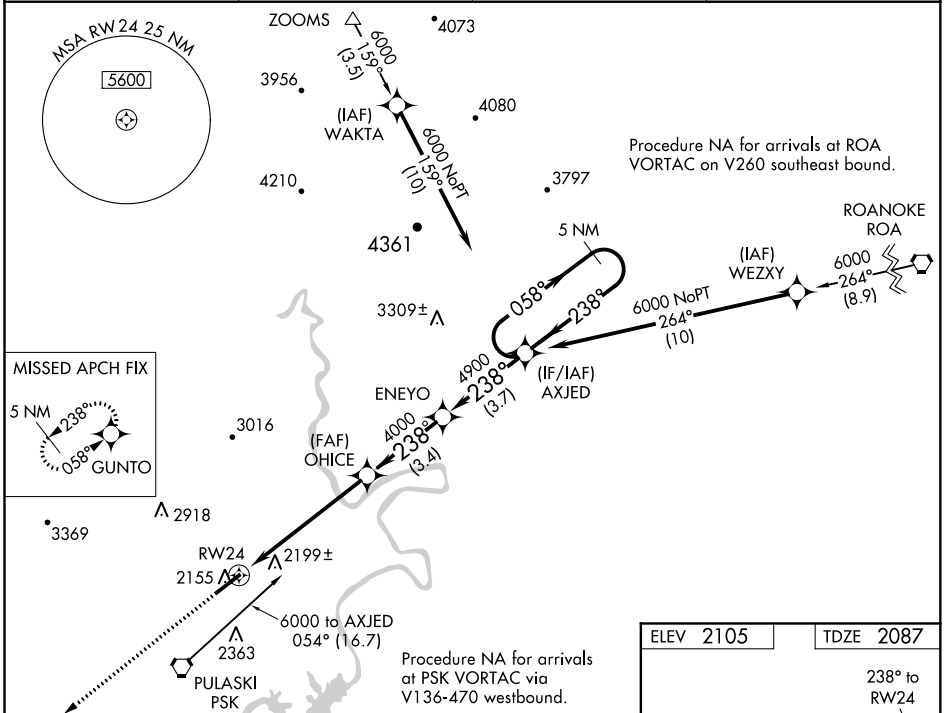 MSA RW24 25 NM
5600
ZOOMS
6000
159°
(3.5)
4073
3956
(IAF)
WAKTA
4080
6000 NoPT
159°
(10)
4210
3797
4361
Procedure NA for arrivals at ROA
VORTAC on V260 southeast bound.
ROANOKE
ROA
5 NM
(IAF)
WEZXY
6000
264°
(8.9)
058°
238°
6000 NoPT
264°
(10)
3309±
MISSED APCH FIX
5 NM
238°
058°
GUNTO
4900
238°
(3.7)
(IF/IAF)
AXJED
ENEYO
4000
238°
(3.4)
3016
(FAF)
OHICE
2918
3369
RW24
2199±
2155
6000 to AXJED
054° (16.7)
2363
PULASKI
PSK
Procedure NA for arrivals
at PSK VORTAC via
V136-470 westbound.
ELEV 2105
TDZE 2087
238° to
RW24